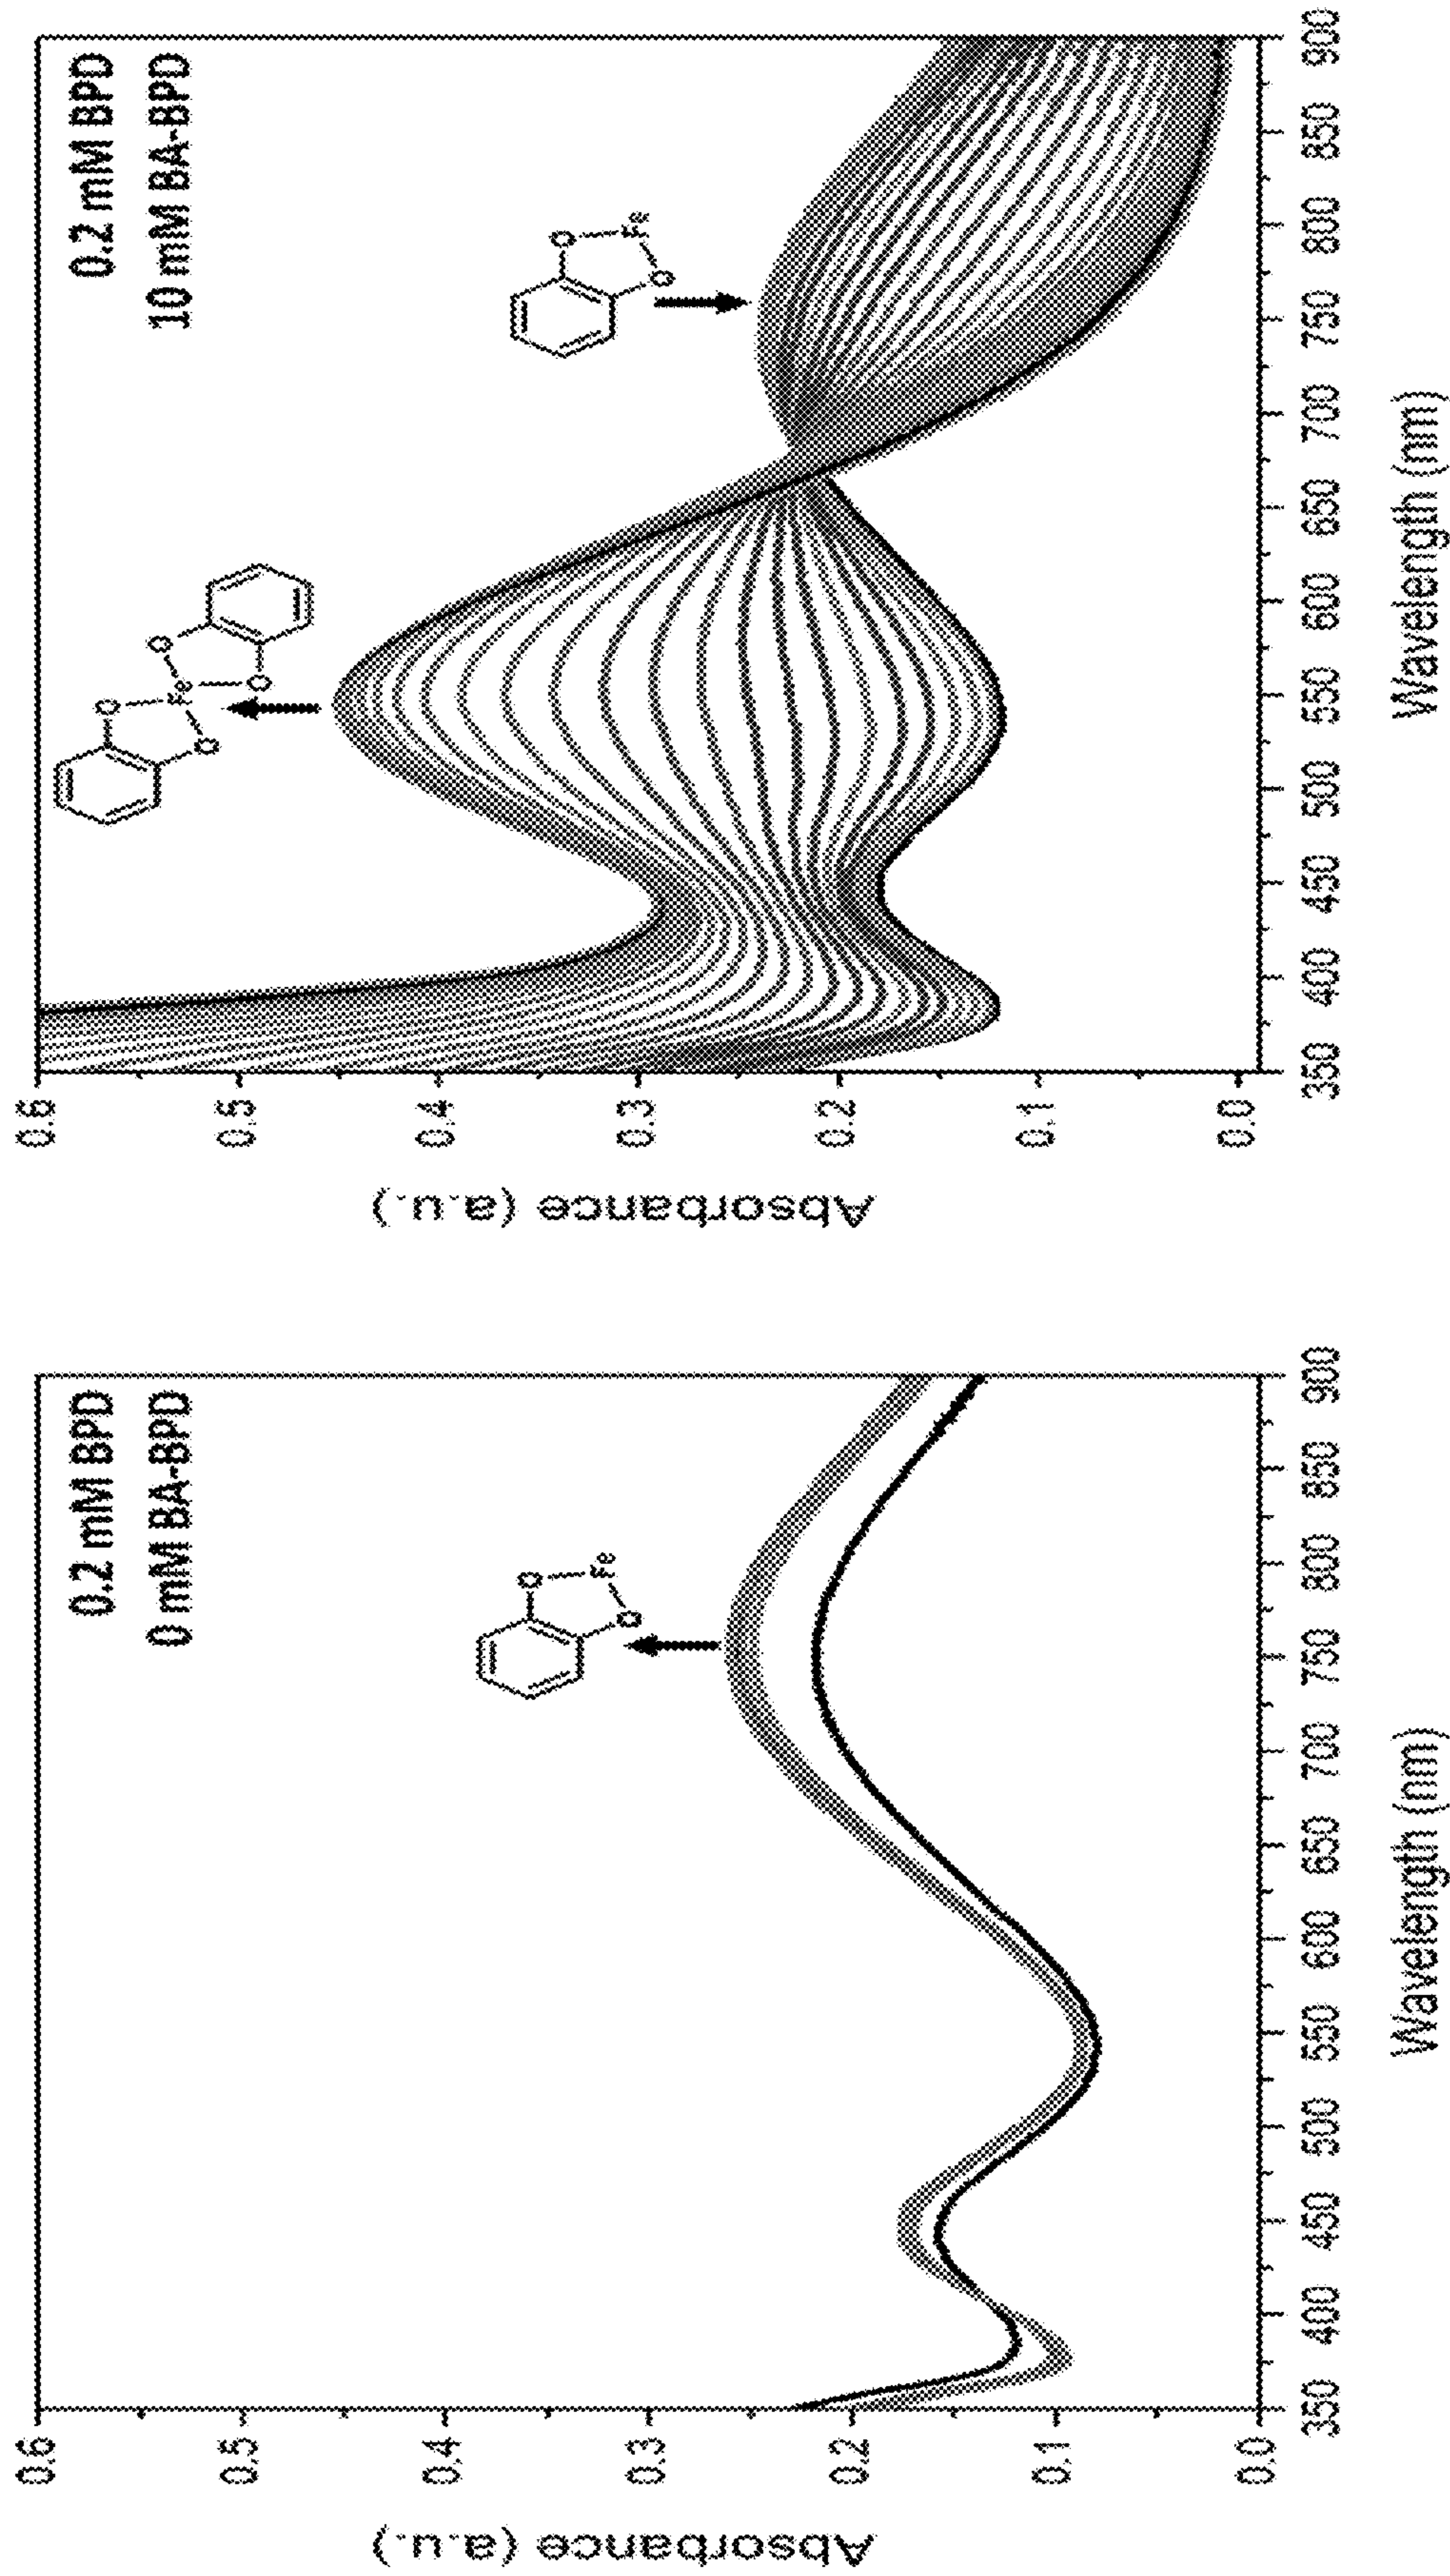 0.2 mM BPD
0 mM BA-BPD
O
O
Fe
Absorbance (a.u.)
0.6
0.5
0.4
0.3
0.2
0.1
0.0
350 400 450 500 550 600 650 700 750 800 850 900
Wavelength (nm)
0.2 mM BPD
10 mM BA-BPD
O
O
Fe
O
O
O
O
Fe
Absorbance (a.u.)
0.6
0.5
0.4
0.3
0.2
0.1
0.0
350 400 450 500 550 600 650 700 750 800 850 900
Wavelength (nm)